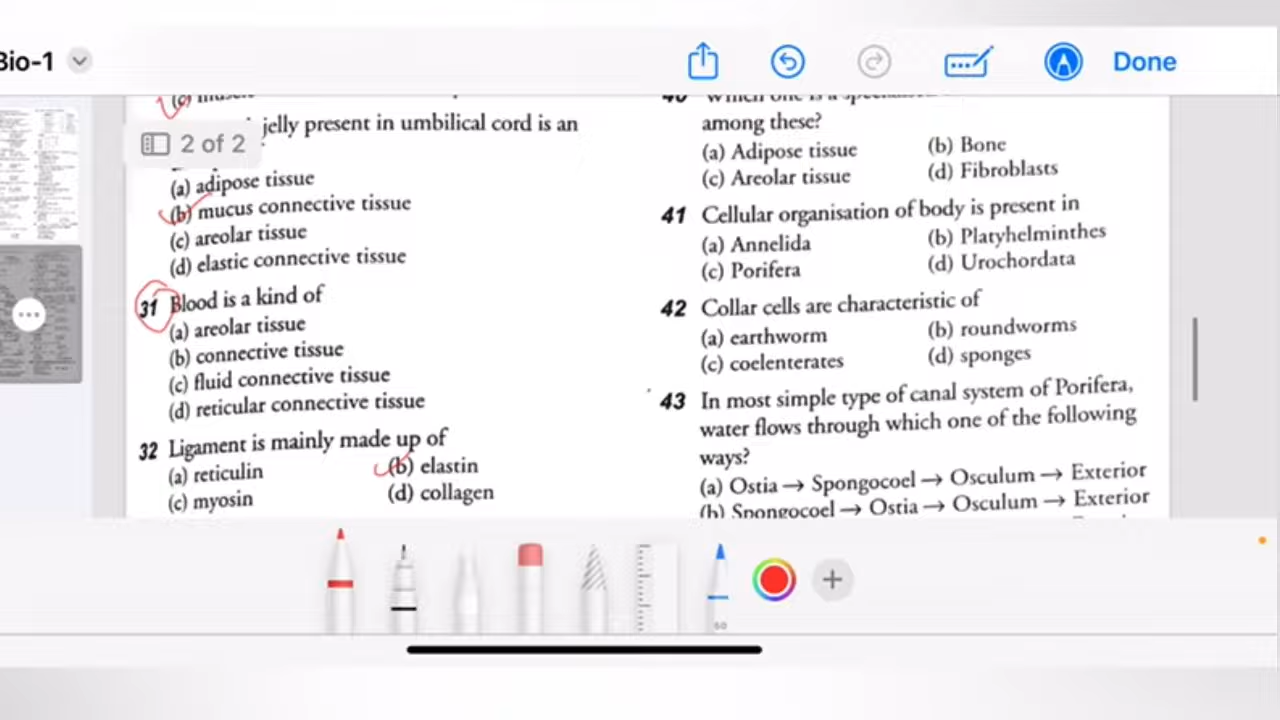 Bio-1
Done
2 of 2
jelly present in umbilical cord is an
(a) adipose tissue
(b) mucus connective tissue
(c) areolar tissue
(d) elastic connective tissue
31 Blood is a kind of
(a) areolar tissue
(b) connective tissue
(c) fluid connective tissue
(d) reticular connective tissue
32 Ligament is mainly made up of
(a) reticulin (b) elastin
(c) myosin (d) collagen
40 Which one is a
among these?
(a) Adipose tissue (b) Bone
(c) Areolar tissue (d) Fibroblasts
41 Cellular organisation of body is present in
(a) Annelida (b) Platyhelminthes
(c) Porifera (d) Urochordata
42 Collar cells are characteristic of
(a) earthworm (b) roundworms
(c) coelenterates (d) sponges
43 In most simple type of canal system of Porifera,
water flows through which one of the following
ways?
(a) Ostia → Spongocoel → Osculum → Exterior
(b) Spongocoel → Ostia → Osculum → Exterior
50